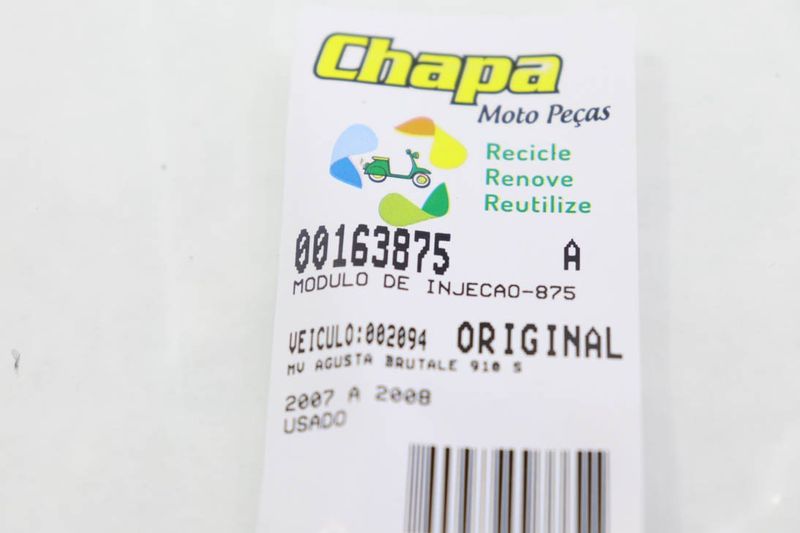 Chapa
Moto Peças
Recicle
Renove
Reutilize
00163875 A
MODULO DE INJECAO-875
VEICULO:002094 ORIGINAL
MV AGUSTA BRUTALE 910 S
2007 A 2008
USADO